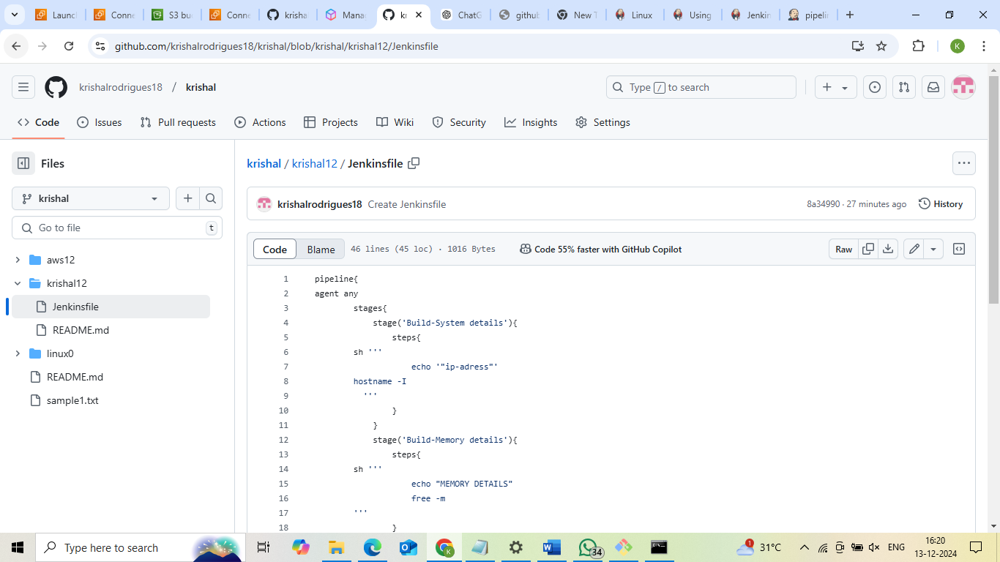 Launc
Conne
S3 bu
Conne
krisha
Mana
kr
ChatG
github
New T
Linux
Using
Jenkin
pipelin
github.com/krishalrodrigues18/krishal/blob/krishal/krishal12/Jenkinsfile
K
krishalrodrigues18 / krishal
Type / to search
Code Issues Pull requests Actions Projects Wiki Security Insights Settings
Files
krishal
Go to file t
aws12
krishal12
Jenkinsfile
README.md
linux0
README.md
sample1.txt
krishal / krishal12 / Jenkinsfile
krishalrodrigues18 Create Jenkinsfile 8a34990 · 27 minutes ago History
Code Blame 46 lines (45 loc) · 1016 Bytes Code 55% faster with GitHub Copilot Raw
1 pipeline{
2 agent any
3 stages{
4 stage('Build-System details'){
5 steps{
6 sh '''
7 echo '"ip-adress"'
8 hostname -I
9 '''
10 }
11 }
12 stage('Build-Memory details'){
13 steps{
14 sh '''
15 echo "MEMORY DETAILS"
16 free -m
17 '''
18 }
Type here to search
34
1
31°C
ENG
16:20
13-12-2024